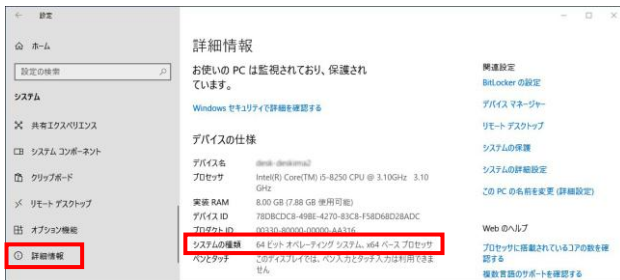 設定
ホーム
設定の検索
システム
共有エクスペリエンス
システム コンポーネント
クリップボード
リモート デスクトップ
オプション機能
詳細情報
詳細情報
お使いの PC は監視されており、保護され
ています。
Windows セキュリティで詳細を確認する
デバイスの仕様
デバイス名
プロセッサ Intel(R) Core(TM) i5-8250 CPU @ 3.10GHz 3.10
GHz
実装 RAM 8.00 GB (7.88 GB 使用可能)
デバイス ID 78DBCDC8-49BE-4270-83C8-F58D68D28ADC
プロダクト ID 00330-80000-00000-AA316
システムの種類 64 ビット オペレーティング システム、x64 ベース プロセッサ
ペンとタッチ このディスプレイでは、ペン入力とタッチ入力は利用できま
せん
関連設定
BitLocker の設定
デバイス マネージャー
リモート デスクトップ
システムの保護
システムの詳細設定
この PC の名前を変更 (詳細設定)
Web のヘルプ
プロセッサに搭載されているコアの数を確
認する
複数言語のサポートを確認する